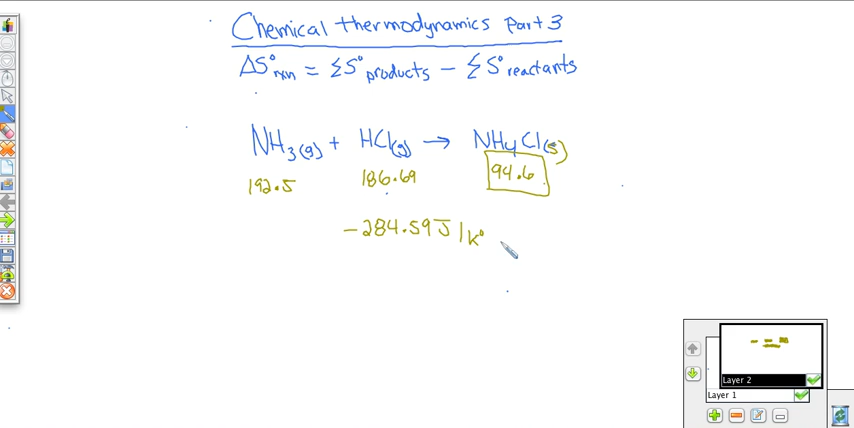 Chemical thermodynamics Part 3
ΔS°rxn = ΣS°products − ΣS°reactants
NH3(g) + HCl(g) → NH4Cl(s)
192.5 186.69 94.6
-284.59J/K°
Layer 2
Layer 1